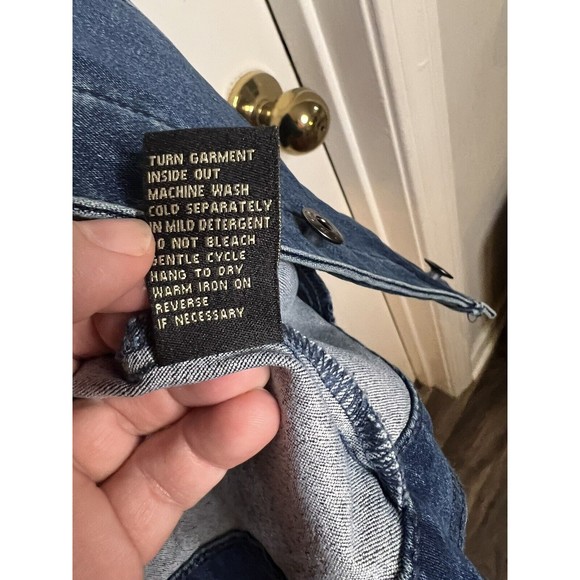 TURN GARMENT
INSIDE OUT
MACHINE WASH
COLD SEPARATELY
IN MILD DETERGENT
DO NOT BLEACH
GENTLE CYCLE
HANG TO DRY
WARM IRON ON
REVERSE
IF NECESSARY